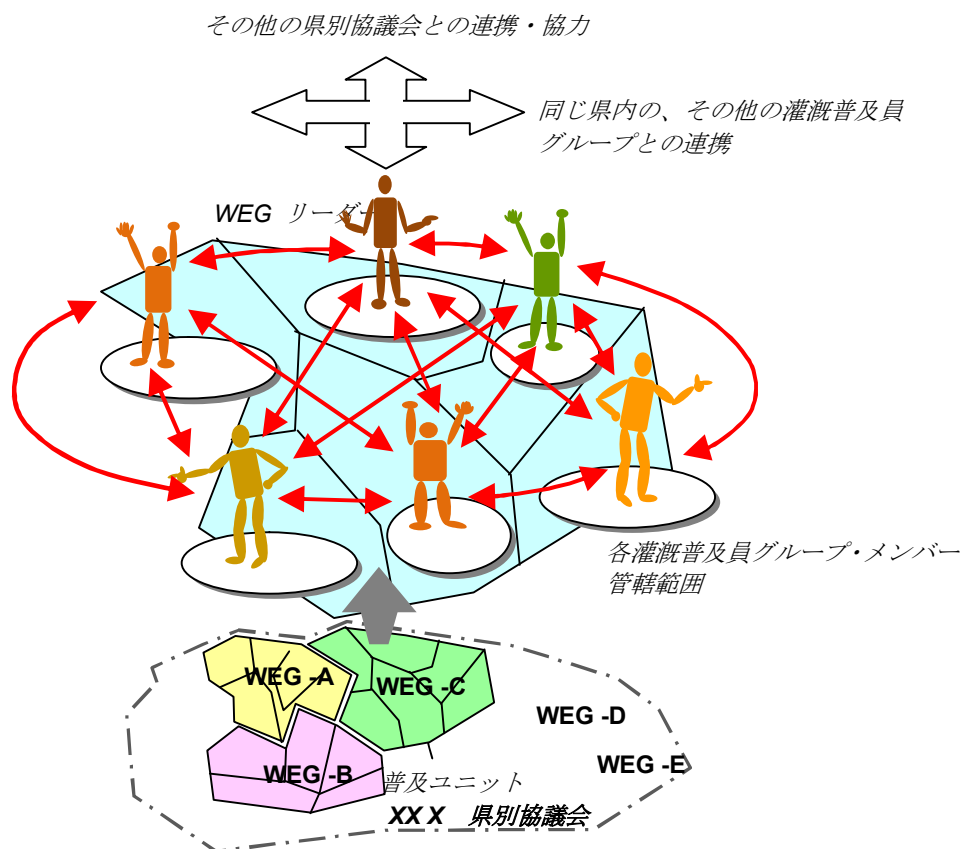 その他の県別協議会との連携・協力
同じ県内の、その他の灌漑普及員
グループとの連携
WEG リーダー
各灌漑普及員グループ・メンバー
管轄範囲
WEG -A
WEG -C
WEG -D
WEG -E
WEG -B
普及ユニット
XX X 県別協議会